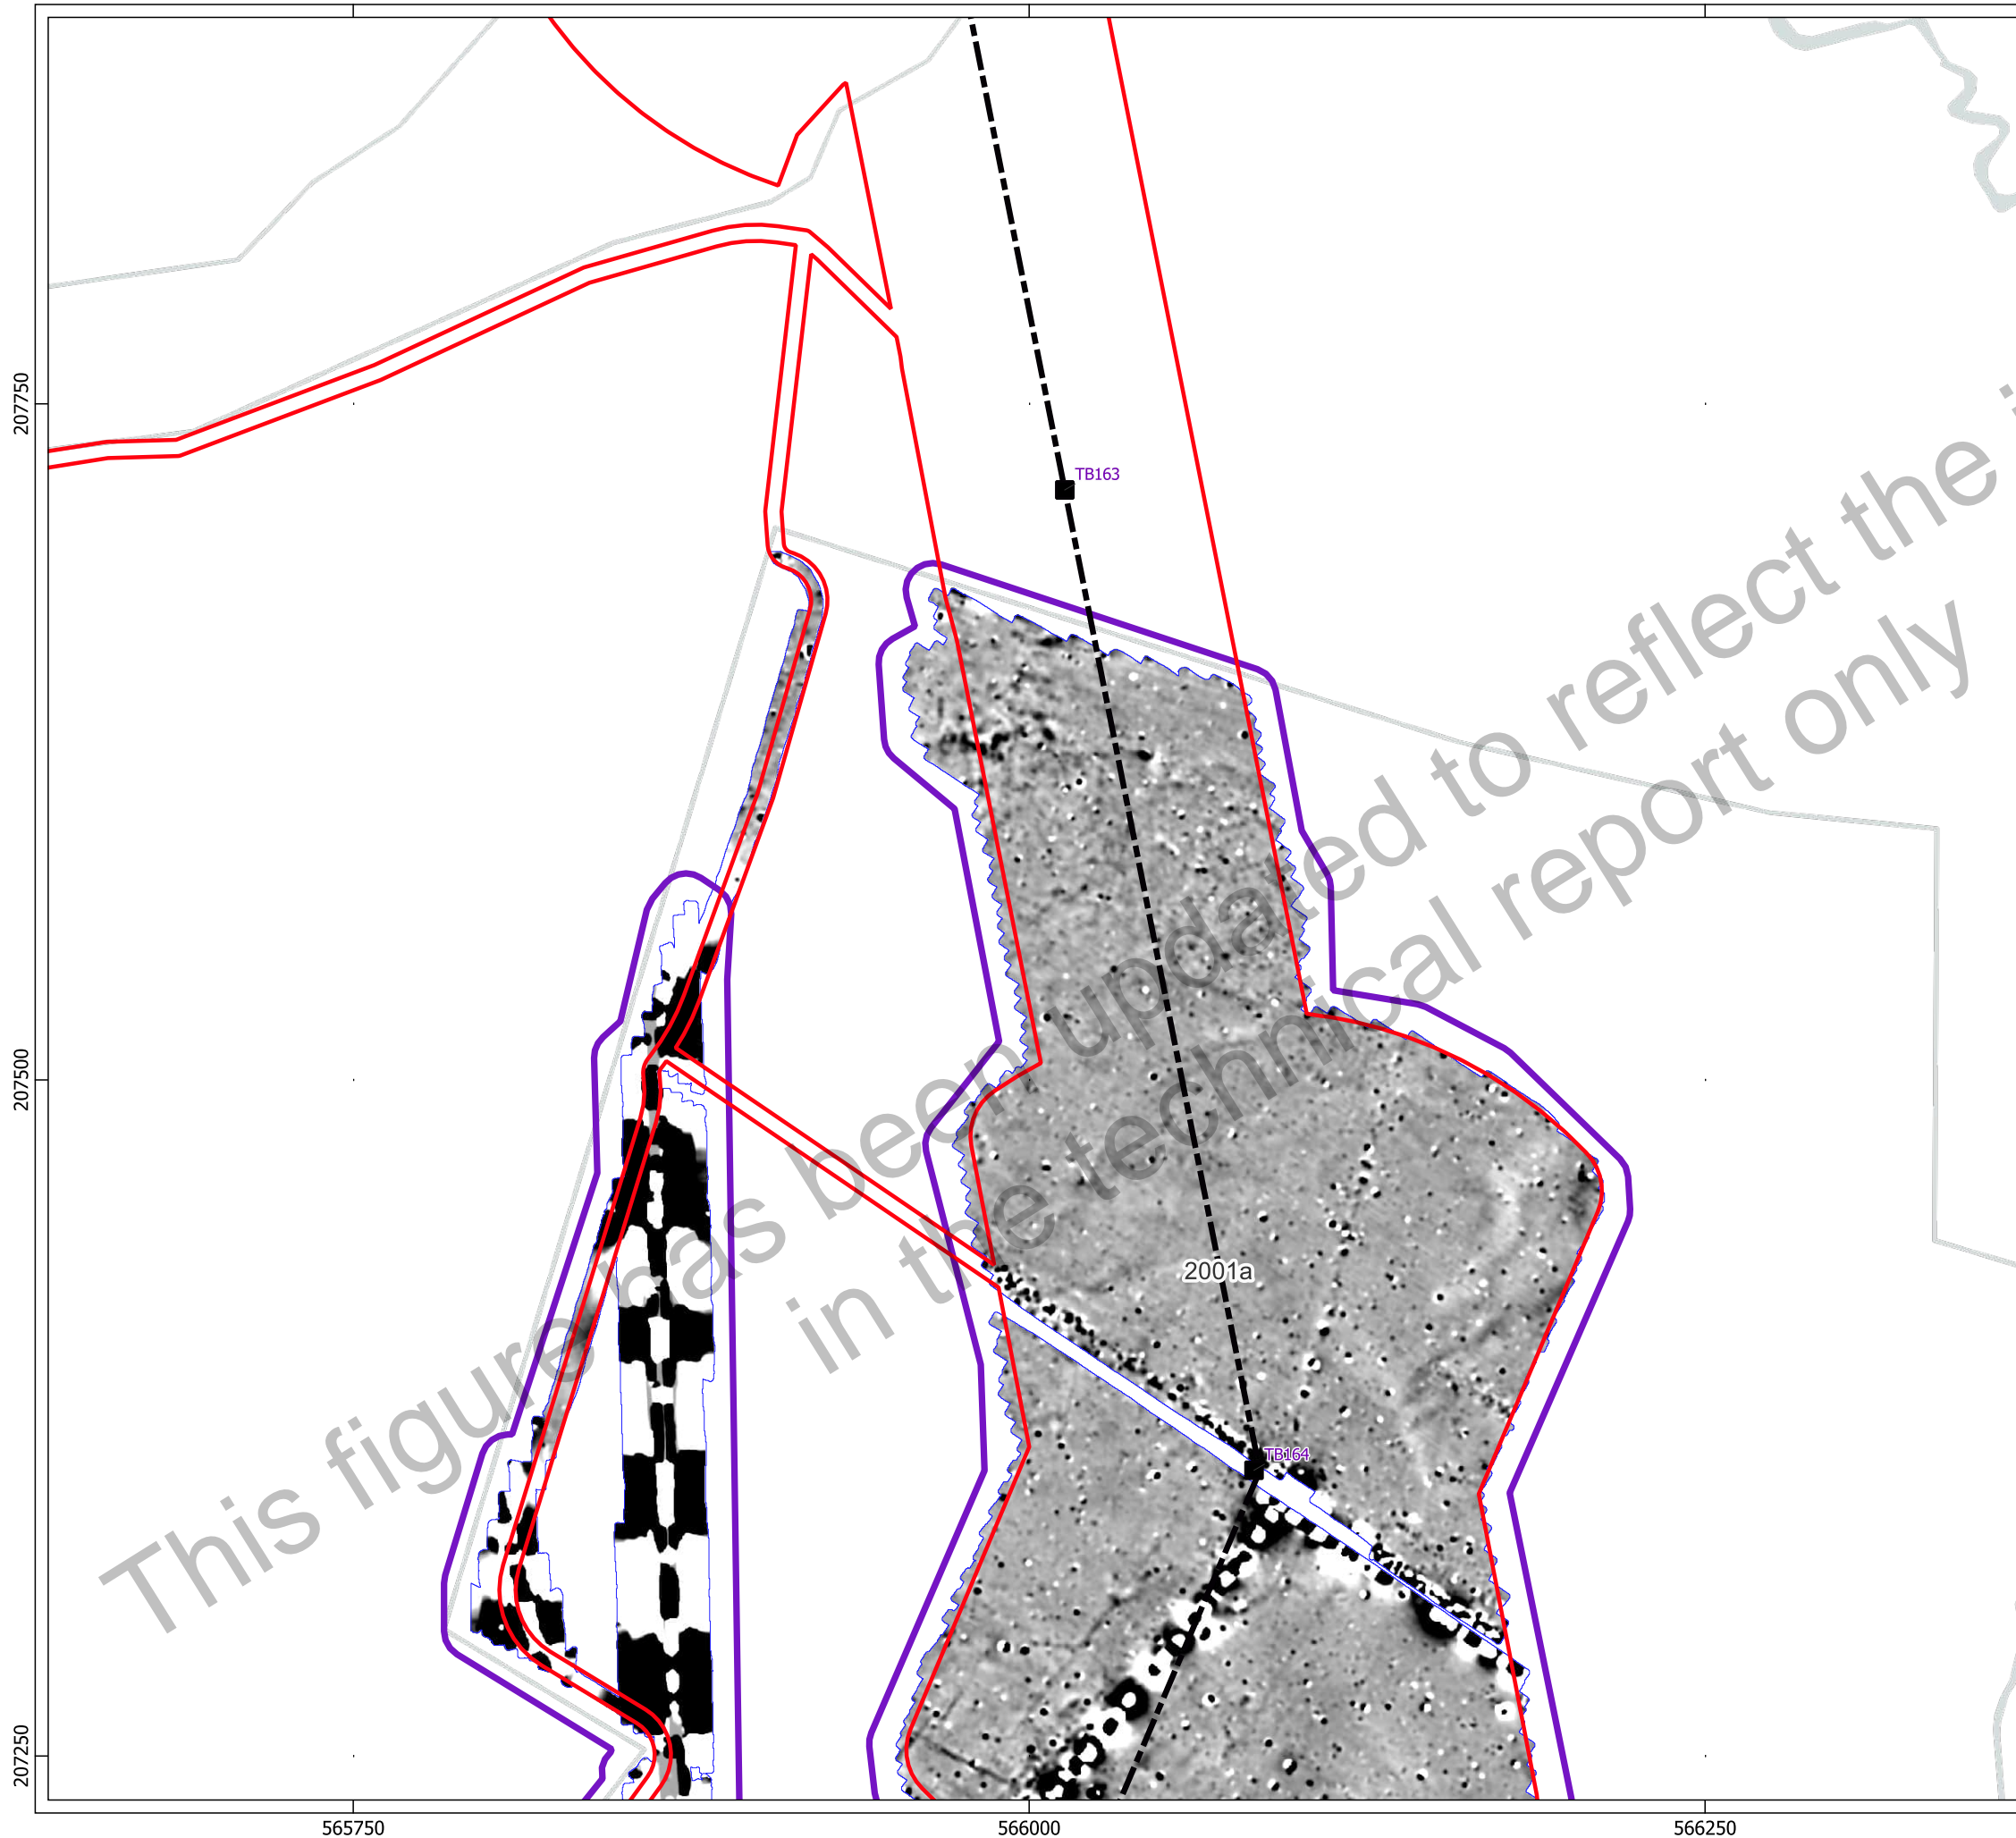 207750
TB163
This figure has been updated to reflect the
in the technical report only
207500
2001a
TB164
207250
565750
566000
566250